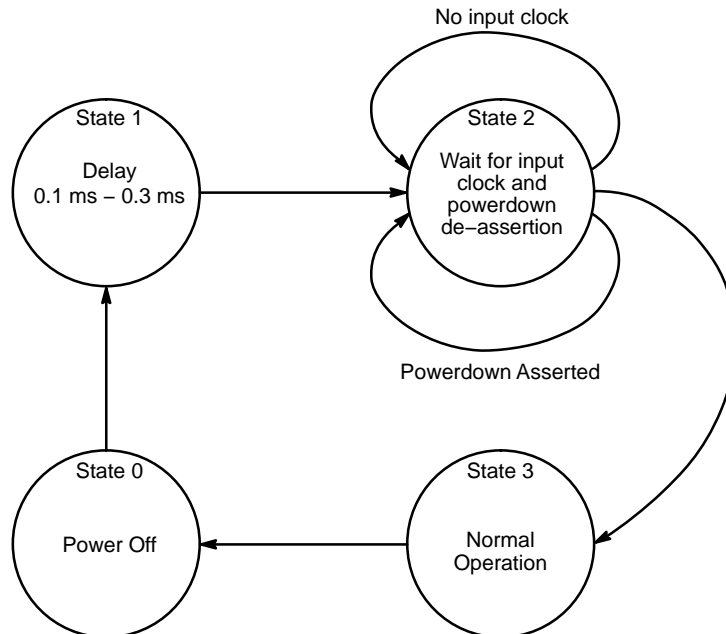 No input clock
State 1
Delay
0.1 ms − 0.3 ms
State 2
Wait for input
clock and
powerdown
de−assertion
Powerdown Asserted
State 0
Power Off
State 3
Normal
Operation